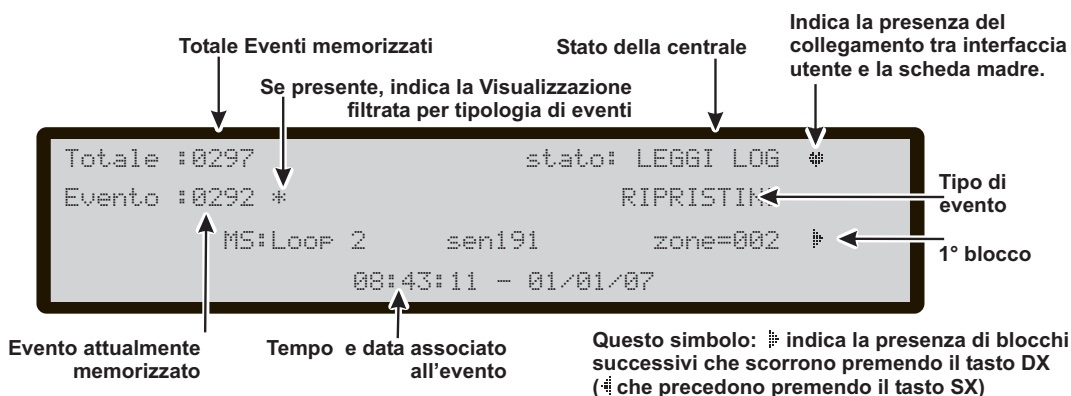 Indica la presenza del
collegamento tra interfaccia
utente e la scheda madre.
Totale Eventi memorizzati
Stato della centrale
Se presente, indica la Visualizzazione
filtrata per tipologia di eventi
Totale :0297 stato: LEGGI LOG
Evento :0292 * RIPRISTINI
Tipo di
evento
MS:Loop 2 sen191 zone=002
1° blocco
08:43:11 - 01/01/07
Evento attualmente
memorizzato
Tempo e data associato
all'evento
Questo simbolo: indica la presenza di blocchi
successivi che scorrono premendo il tasto DX
( che precedono premendo il tasto SX)